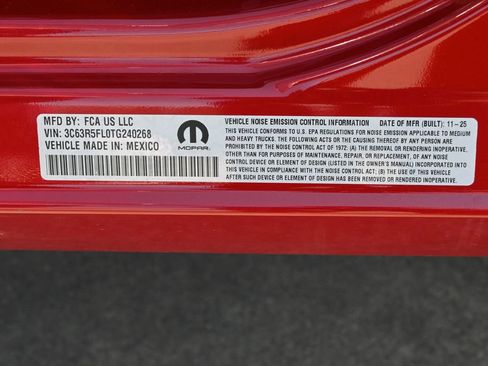 MFD BY: FCA US LLC
VIN: 3C63R5FL0TG240268
VEHICLE MADE IN: MEXICO
MOPAR
VEHICLE NOISE EMISSION CONTROL INFORMATION DATE OF MFR (BUILT): 11-25
THIS VEHICLE CONFORMS TO U.S. EPA REGULATIONS FOR NOISE EMISSION APPLICABLE TO MEDIUM
AND HEAVY TRUCKS. THE FOLLOWING ACTS OR THE CAUSING THEREOF BY ANY PERSON ARE
PROHIBITED BY THE NOISE CONTROL ACT OF 1972: (A) THE REMOVAL OR RENDERING INOPERATIVE.
OTHER THAN FOR PURPOSES OF MAINTENANCE, REPAIR, OR REPLACEMENT, OF ANY NOISE
CONTROL DEVICE OR ELEMENT OF DESIGN (LISTED IN THE OWNER'S MANUAL) INCORPORATED INTO
THIS VEHICLE IN COMPLIANCE WITH THE NOISE CONTROL ACT; (B) THE USE OF THIS VEHICLE
AFTER SUCH DEVICE OR ELEMENT OF DESIGN HAS BEEN REMOVED OR RENDERED INOPERATIVE.